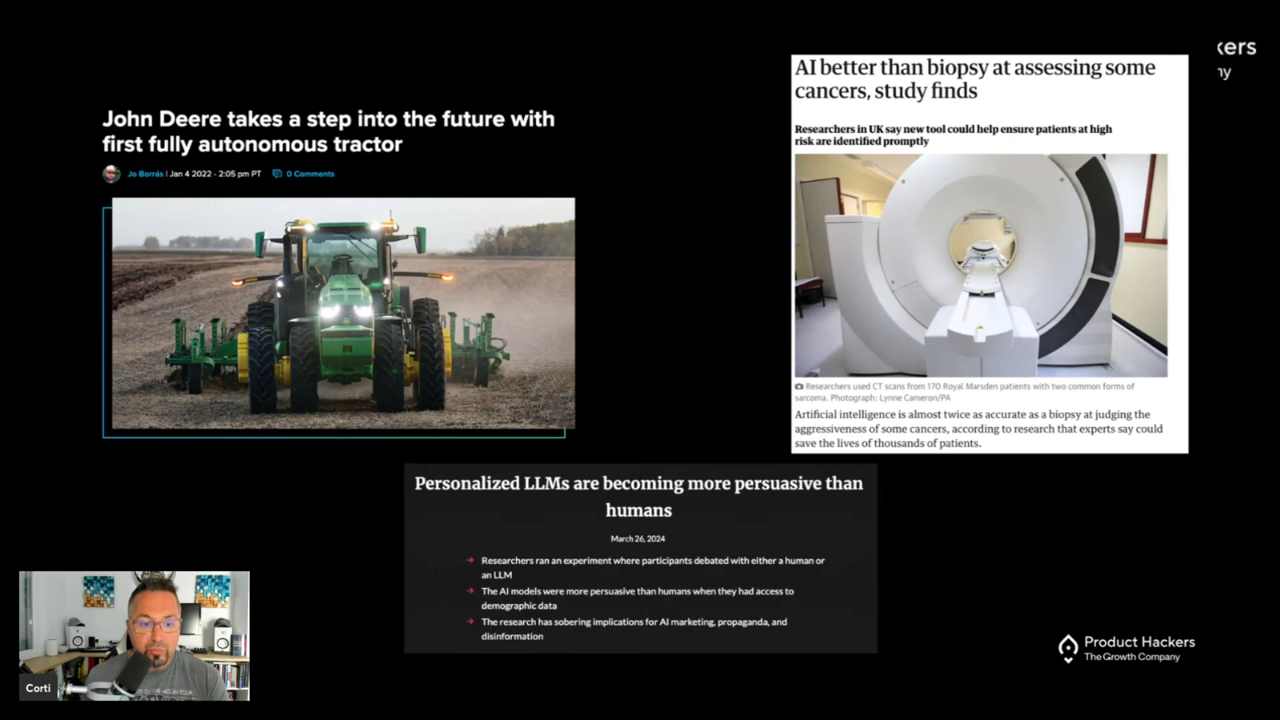 John Deere takes a step into the future with
first fully autonomous tractor
Jo Borrás | Jan 4 2022 - 2:05 pm PT 0 Comments
kers
ny
AI better than biopsy at assessing some
cancers, study finds
Researchers in UK say new tool could help ensure patients at high
risk are identified promptly
Researchers used CT scans from 170 Royal Marsden patients with two common forms of
sarcoma. Photograph: Lynne Cameron/PA
Artificial intelligence is almost twice as accurate as a biopsy at judging the
aggressiveness of some cancers, according to research that experts say could
save the lives of thousands of patients.
Personalized LLMs are becoming more persuasive than
humans
March 26, 2024
Researchers ran an experiment where participants debated with either a human or
an LLM
The AI models were more persuasive than humans when they had access to
demographic data
The research has sobering implications for AI marketing, propaganda, and
disinformation
Corti
Product Hackers
The Growth Company